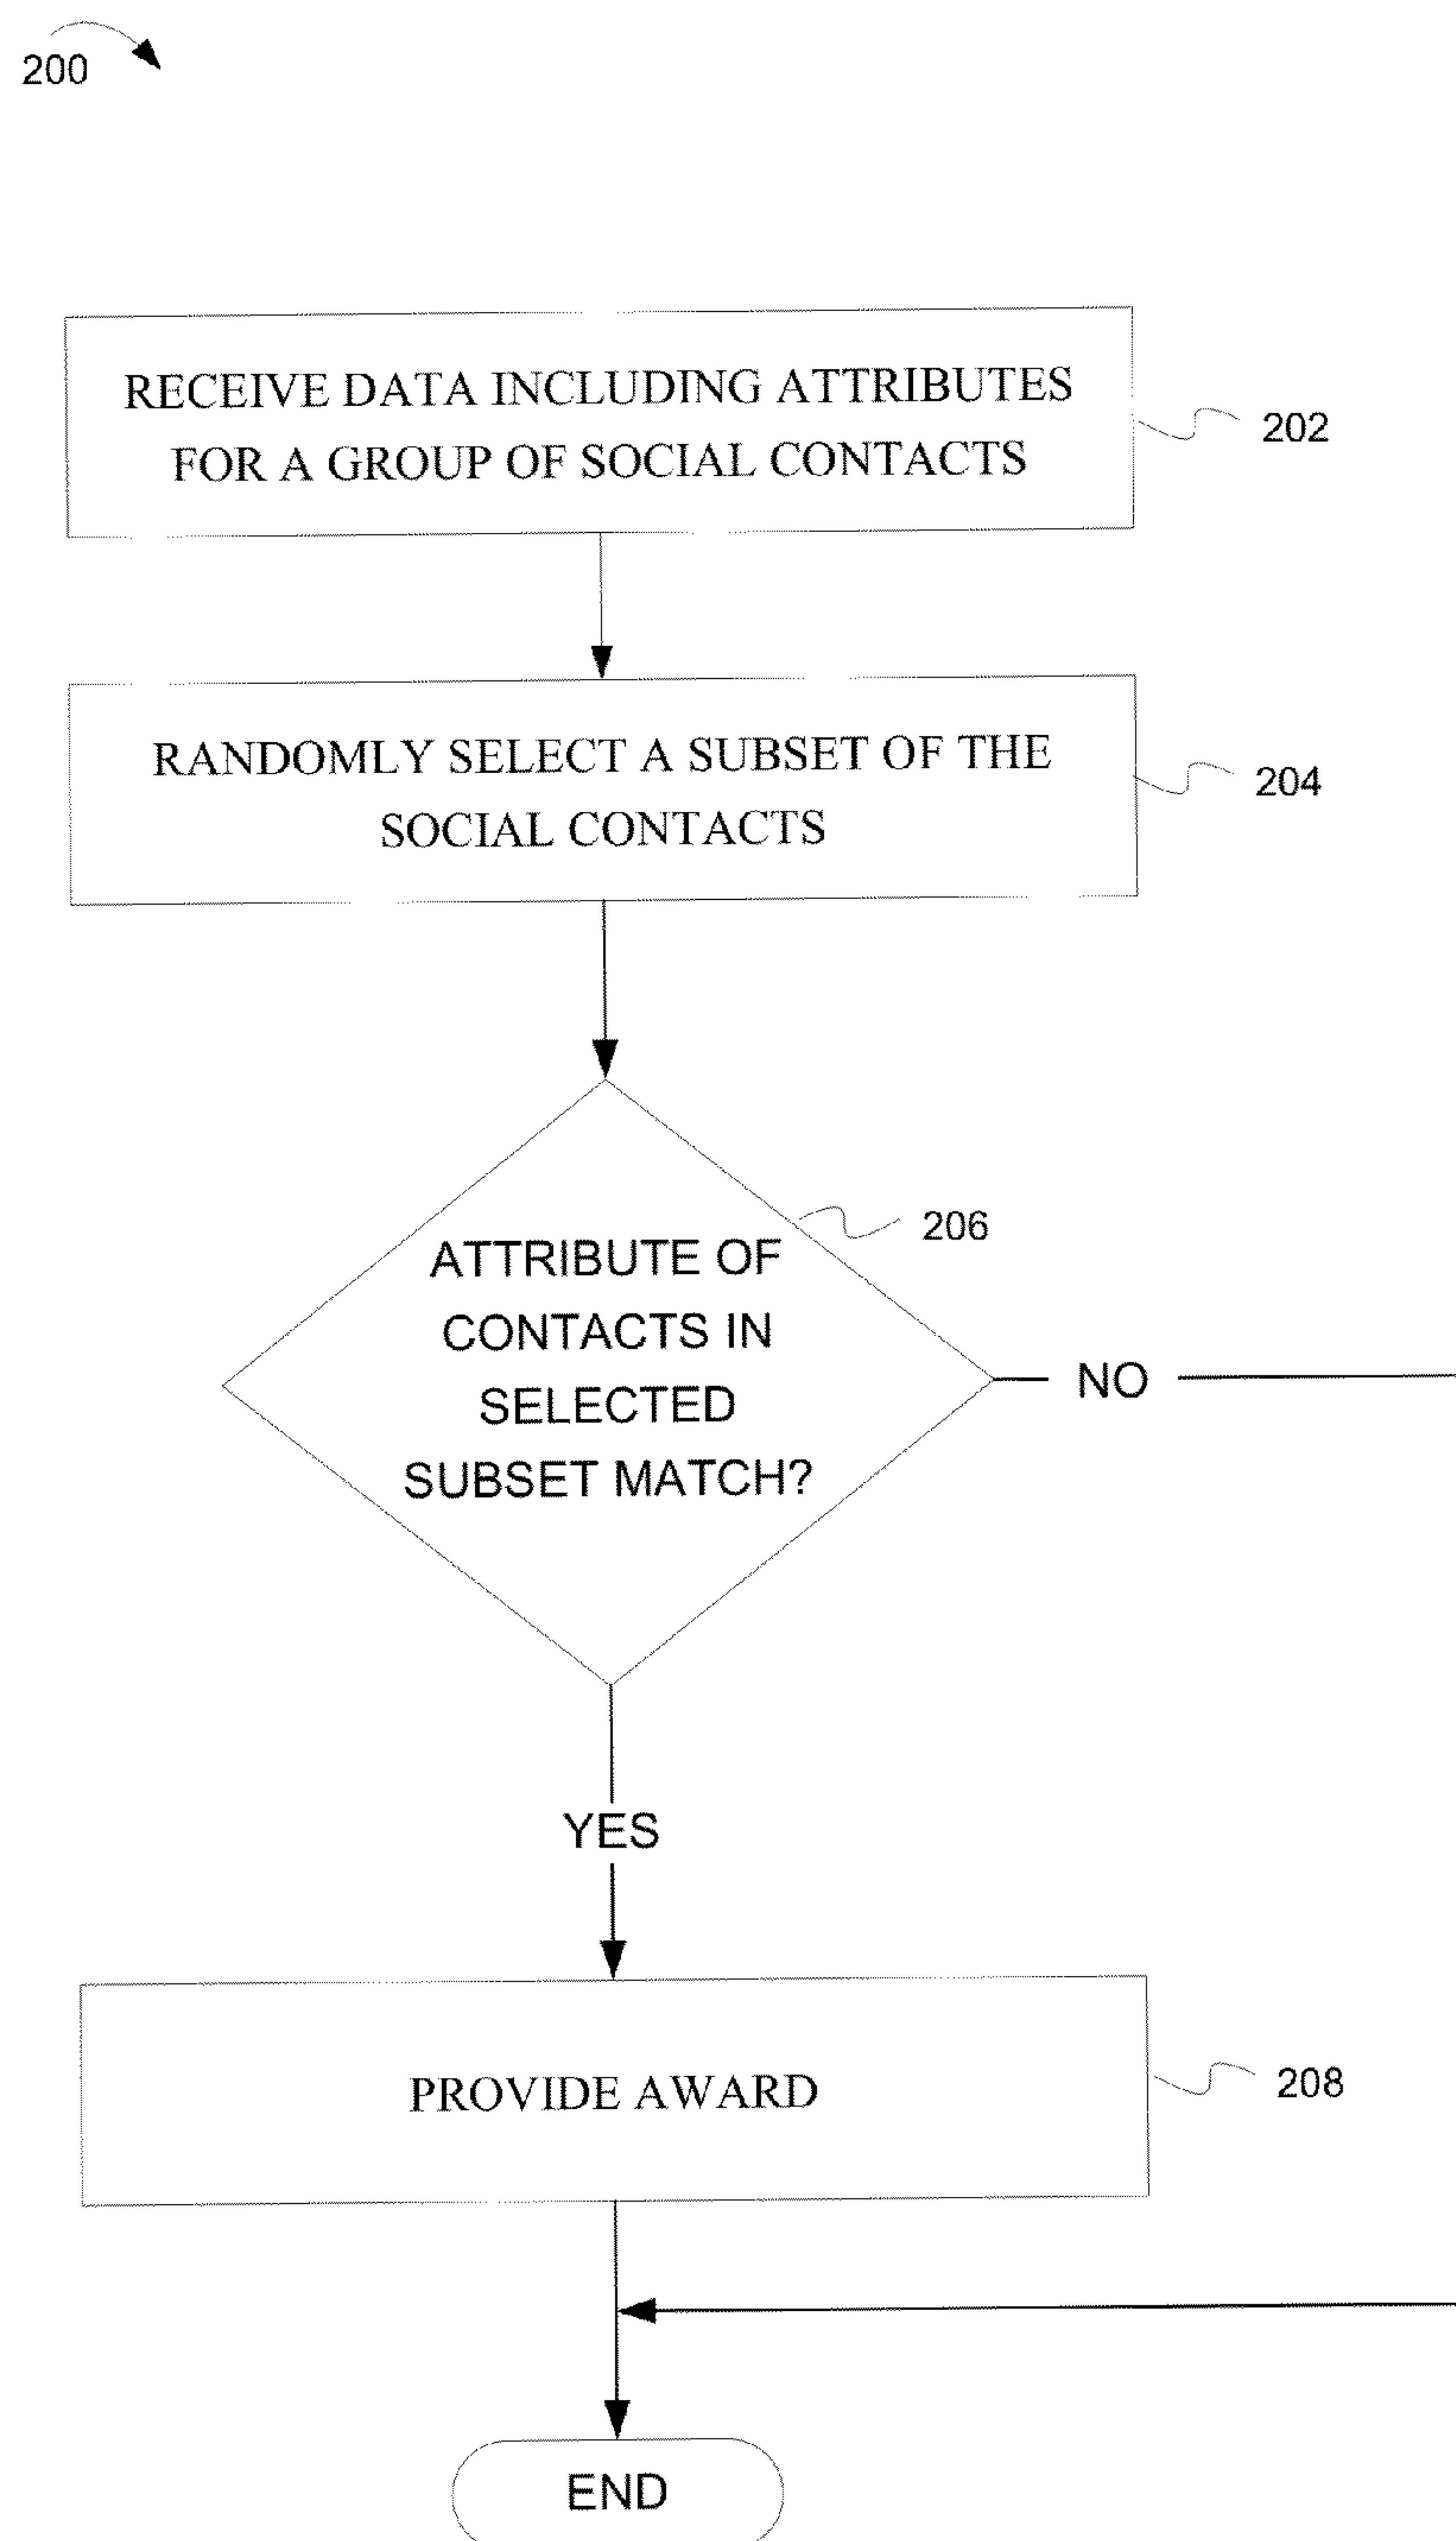 200
RECEIVE DATA INCLUDING ATTRIBUTES
FOR A GROUP OF SOCIAL CONTACTS
202
RANDOMLY SELECT A SUBSET OF THE
SOCIAL CONTACTS
204
206
ATTRIBUTE OF
CONTACTS IN
SELECTED
SUBSET MATCH?
NO
YES
PROVIDE AWARD
208
END